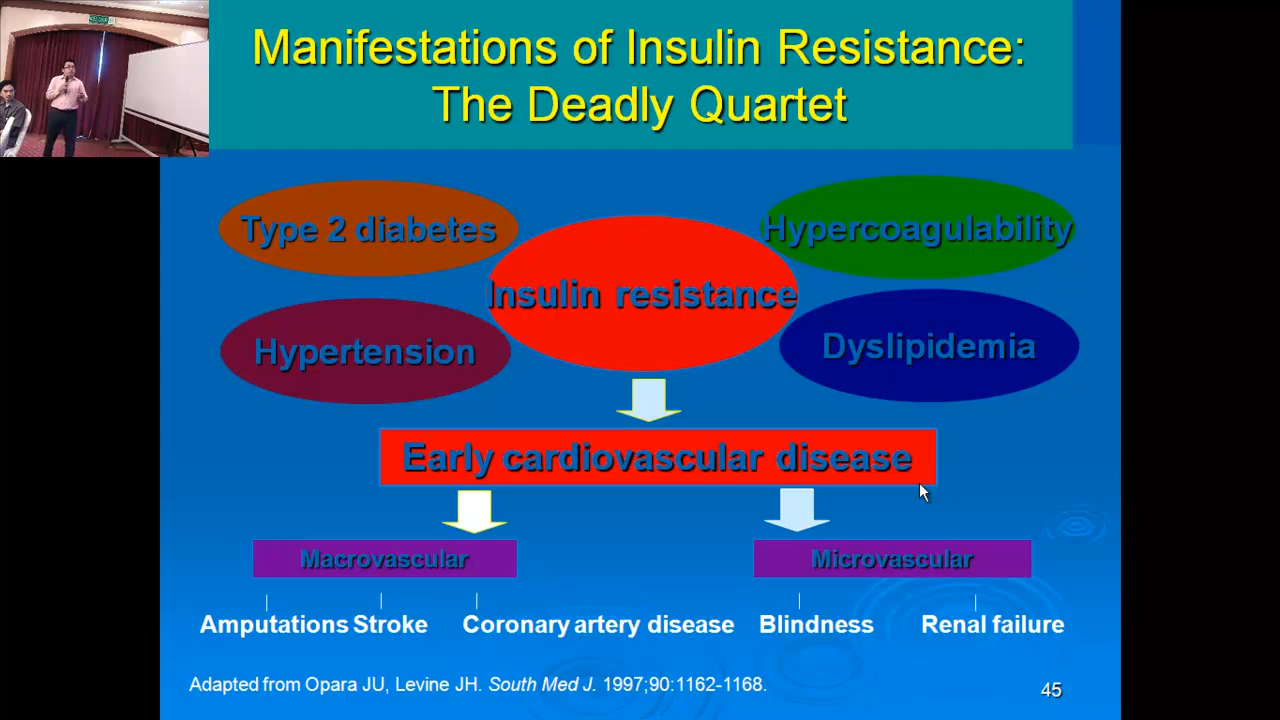 Manifestations of Insulin Resistance:
The Deadly Quartet
Type 2 diabetes
Hypercoagulability
Insulin resistance
Hypertension
Dyslipidemia
Early cardiovascular disease
Macrovascular
Microvascular
Amputations Stroke Coronary artery disease Blindness Renal failure
Adapted from Opara JU, Levine JH. South Med J. 1997;90:1162-1168.
45